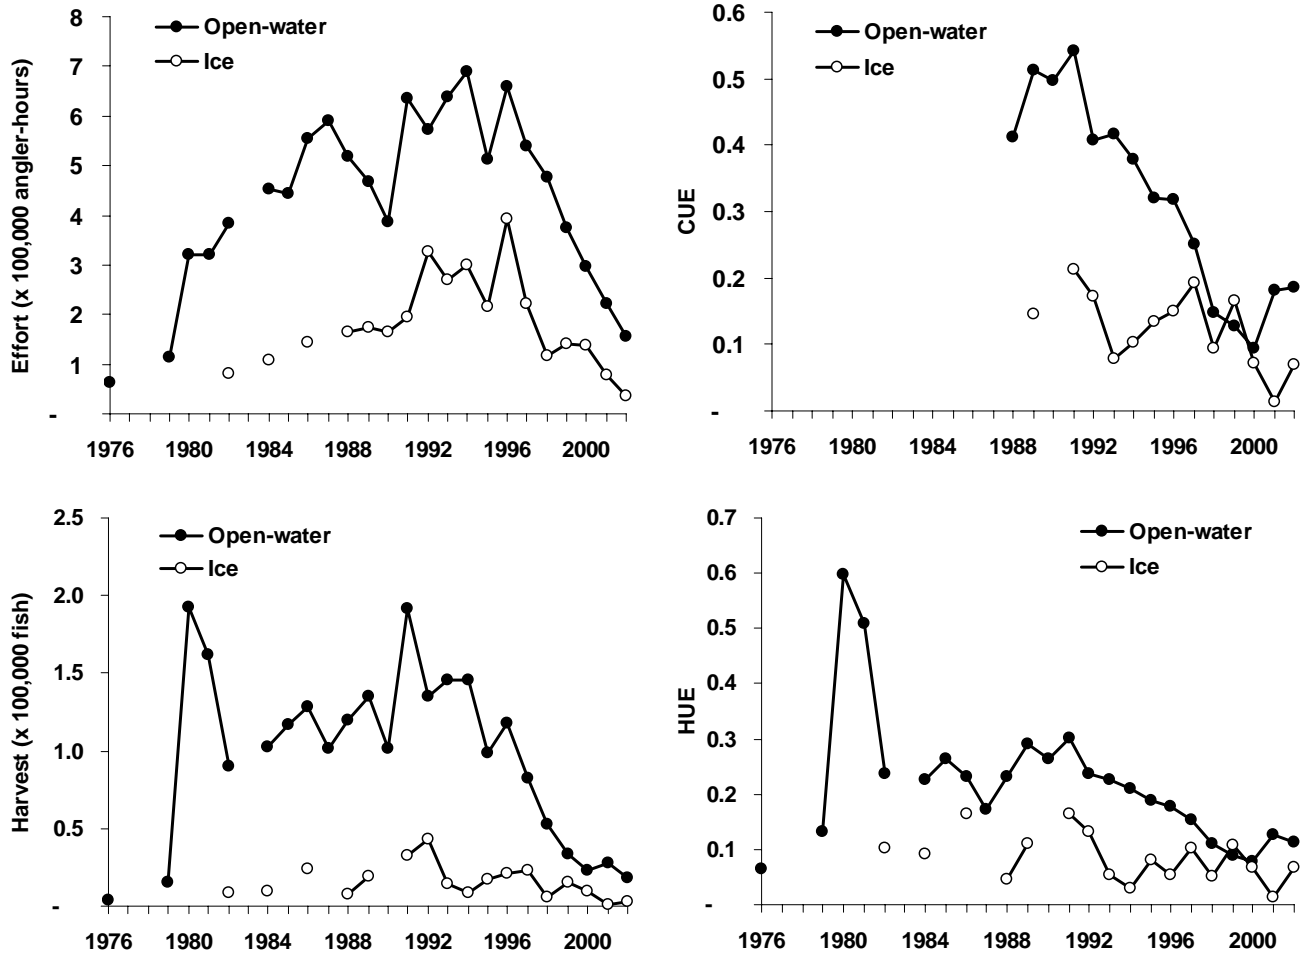 Effort (x 100,000 angler-hours)
8
7
6
5
4
3
2
1
-
Open-water
Ice
1976 1980 1984 1988 1992 1996 2000
CUE
0.6
0.5
0.4
0.3
0.2
0.1
-
Open-water
Ice
1976 1980 1984 1988 1992 1996 2000
Harvest (x 100,000 fish)
2.5
2.0
1.5
1.0
0.5
-
Open-water
Ice
1976 1980 1984 1988 1992 1996 2000
HUE
0.7
0.6
0.5
0.4
0.3
0.2
0.1
-
Open-water
Ice
1976 1980 1984 1988 1992 1996 2000